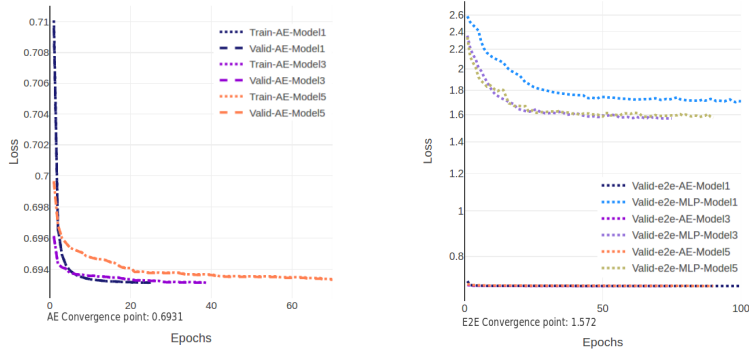 0.71
0.708
0.706
0.704
0.702
0.7
0.698
0.696
0.694
Loss
0
20
40
60
Epochs
AE Convergence point: 0.6931
Train-AE-Model1
Valid-AE-Model1
Train-AE-Model3
Valid-AE-Model3
Train-AE-Model5
Valid-AE-Model5
2.6
2.4
2.2
2
1.8
1.6
1.4
1.2
1
0.8
Loss
0
50
100
Epochs
E2E Convergence point: 1.572
Valid-e2e-AE-Model1
Valid-e2e-MLP-Model1
Valid-e2e-AE-Model3
Valid-e2e-MLP-Model3
Valid-e2e-AE-Model5
Valid-e2e-MLP-Model5